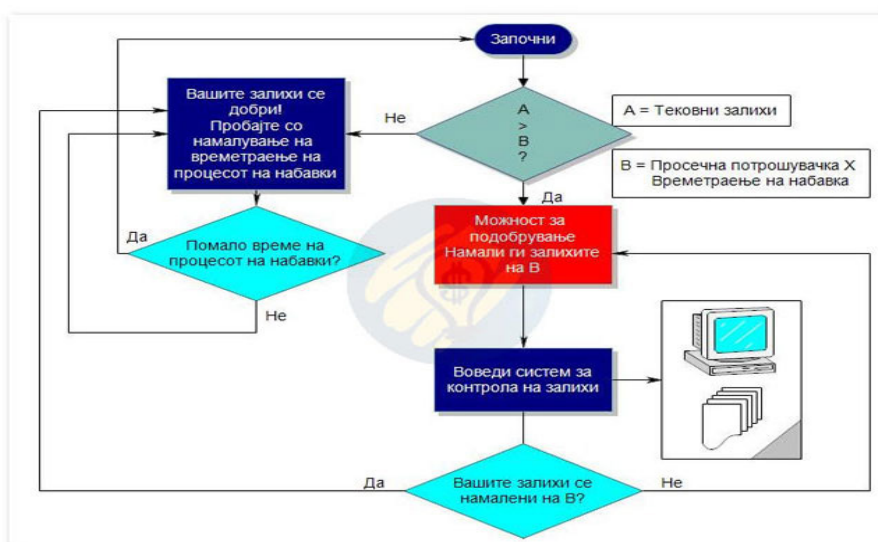 Започни
Вашите залихи се
добри!
Пробајте со
намалување на
времетраење на
процесот на набавки
Не
A
>
B
?
A = Тековни залихи
B = Просечна потрошувачка X
Времетраење на набавка
Да
Можност за
подобрување
Намали ги залихите
на B
Да
Помало време на
процесот на набавки?
Не
Воведи систем за
контрола на залихи
Да
Вашите залихи се
намалени на B?
Не